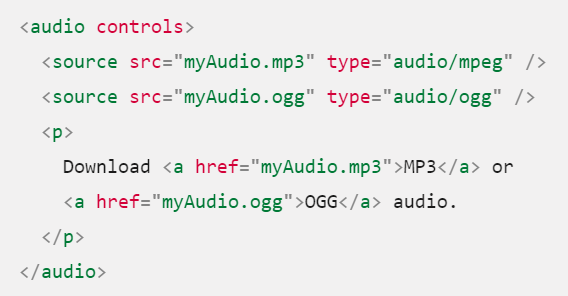 <audio controls>
<source src="myAudio.mp3" type="audio/mpeg" />
<source src="myAudio.ogg" type="audio/ogg" />
<p>
Download <a href="myAudio.mp3">MP3</a> or
<a href="myAudio.ogg">OGG</a> audio.
</p>
</audio>